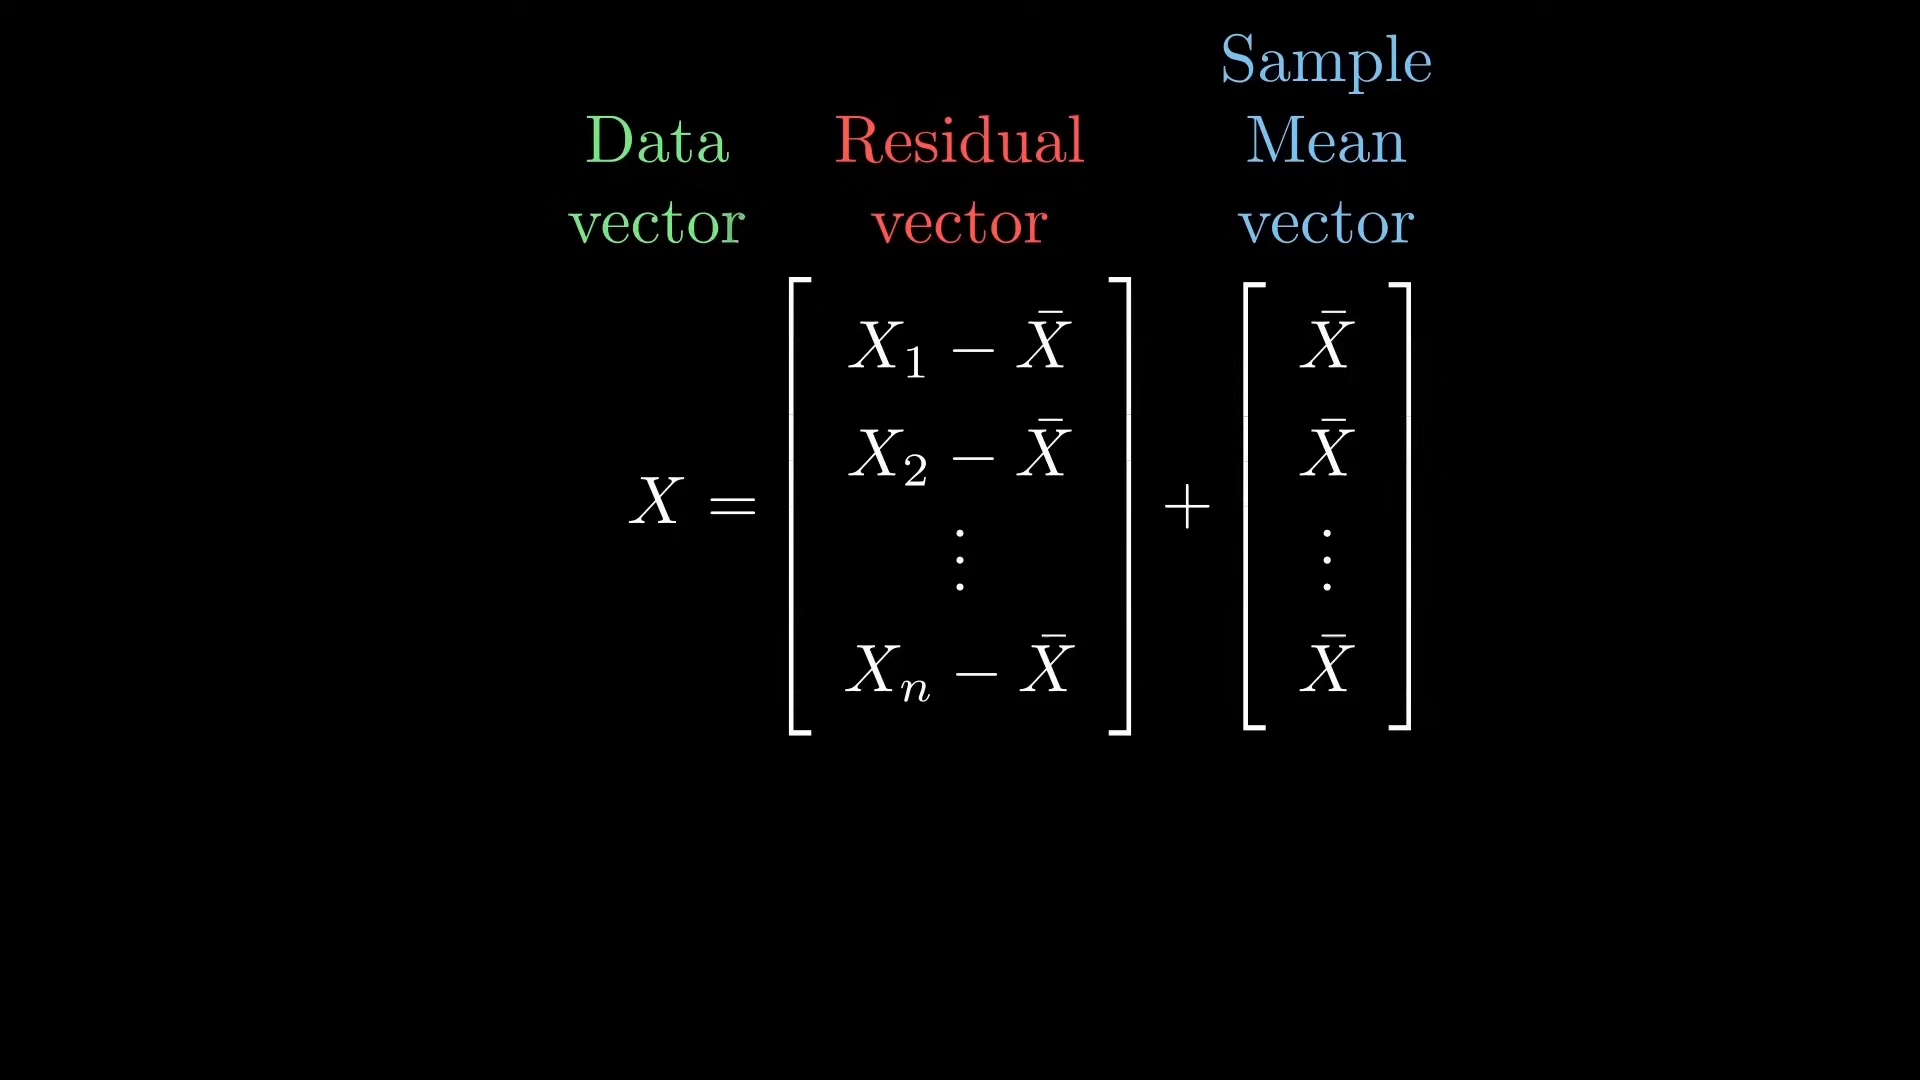 Sample
Data Residual Mean
vector vector vector
X₁ − X̄ X̄
X₂ − X̄ X̄
X = ⋮ + ⋮
Xₙ − X̄ X̄